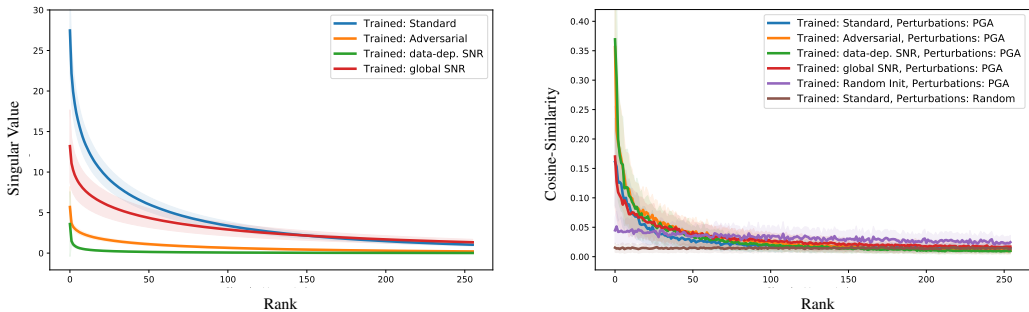 30
25
20
15
10
5
0
Singular Value
Trained: Standard
Trained: Adversarial
Trained: data-dep. SNR
Trained: global SNR
0
50
100
150
200
250
Rank
0.40
0.35
0.30
0.25
0.20
0.15
0.10
0.05
0.00
Cosine-Similarity
Trained: Standard, Perturbations: PGA
Trained: Adversarial, Perturbations: PGA
Trained: data-dep. SNR, Perturbations: PGA
Trained: global SNR, Perturbations: PGA
Trained: Random Init, Perturbations: PGA
Trained: Standard, Perturbations: Random
0
50
100
150
200
250
Rank